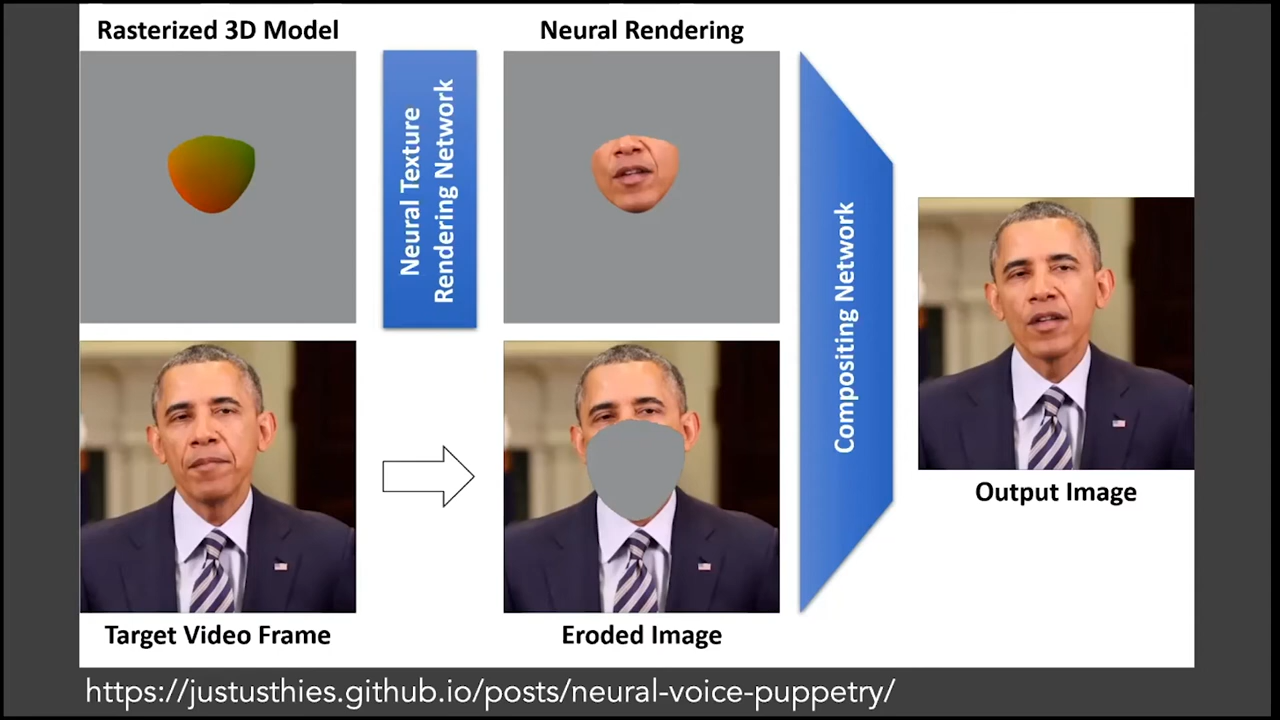 Rasterized 3D Model
Neural Texture
Rendering Network
Neural Rendering
Compositing Network
Target Video Frame
Eroded Image
Output Image
https://justusthies.github.io/posts/neural-voice-puppetry/